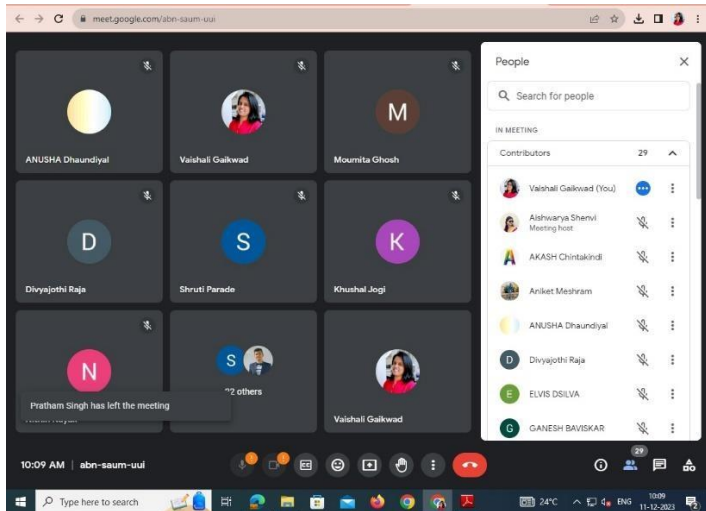 meet.google.com/abn-saum-uui
ANUSHA Dhaundiyal
Vaishali Gaikwad
M
Moumita Ghosh
D
Divyajothi Raja
S
Shruti Parade
K
Khushal Jogi
N
Pratham Singh has left the meeting
S
22 others
Vaishali Gaikwad
People
Search for people
IN MEETING
Contributors 29
Vaishali Gaikwad (You)
Aishwarya Shenvi
Meeting host
A AKASH Chintakindi
Aniket Meshram
ANUSHA Dhaundiyal
D Divyajothi Raja
E ELVIS DSILVA
G GANESH BAVISKAR
10:09 AM | abn-saum-uui
29
Type here to search
24°C ENG 10:09
11-12-2023